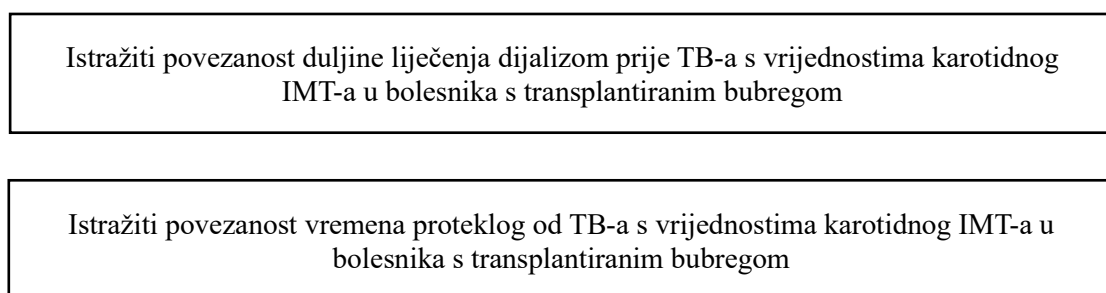 Istražiti povezanost duljine liječenja dijalizom prije TB-a s vrijednostima karotidnog
IMT-a u bolesnika s transplantiranim bubregom
Istražiti povezanost vremena proteklog od TB-a s vrijednostima karotidnog IMT-a u
bolesnika s transplantiranim bubregom